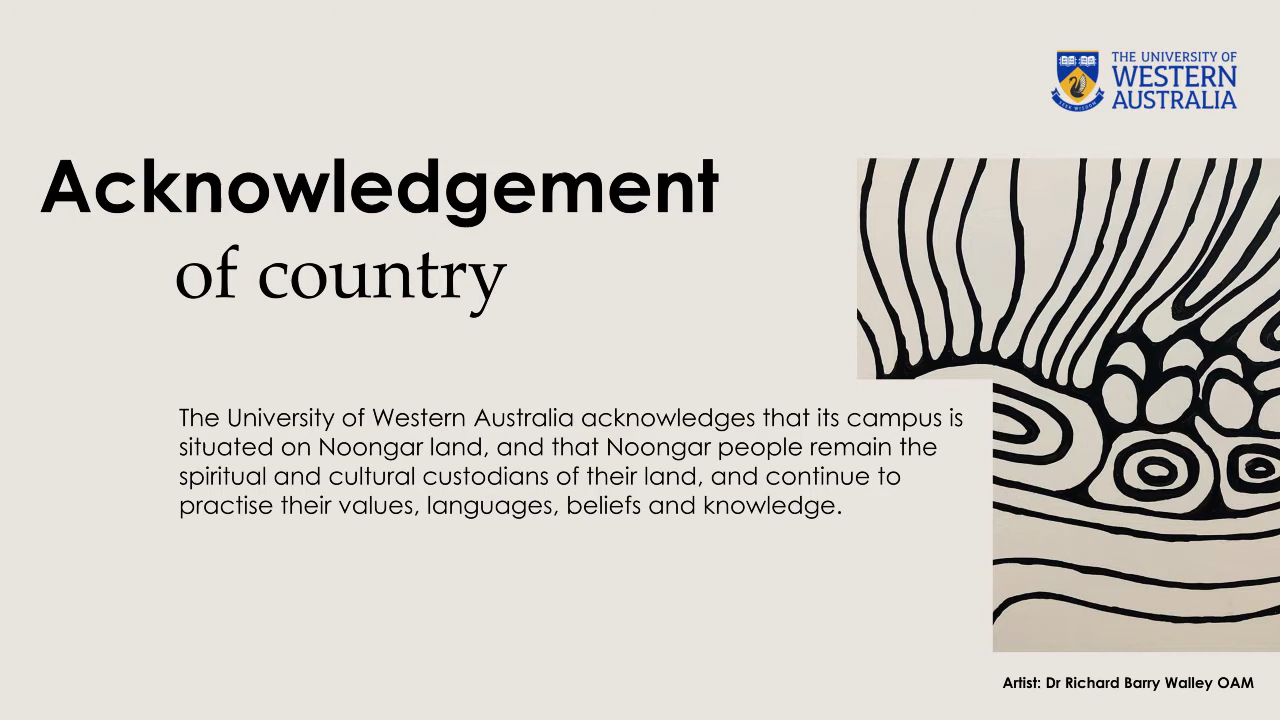 THE UNIVERSITY OF
WESTERN
AUSTRALIA
SEEK WISDOM
Acknowledgement
of country
The University of Western Australia acknowledges that its campus is
situated on Noongar land, and that Noongar people remain the
spiritual and cultural custodians of their land, and continue to
practise their values, languages, beliefs and knowledge.
Artist: Dr Richard Barry Walley OAM